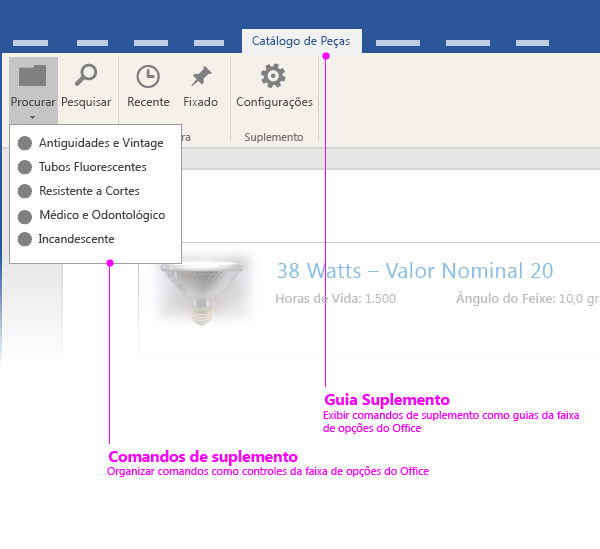 Catálogo de Peças
Procurar Pesquisar Recente Fixado Configurações
ra Suplemento
Antiguidades e Vintage
Tubos Fluorescentes
Resistente a Cortes
Médico e Odontológico
Incandescente
38 Watts – Valor Nominal 20
Horas de Vida: 1.500 Ângulo do Feixe: 10,0 gra
Guia Suplemento
Exibir comandos de suplemento como guias da faixa
de opções do Office
Comandos de suplemento
Organizar comandos como controles da faixa de opções do Office